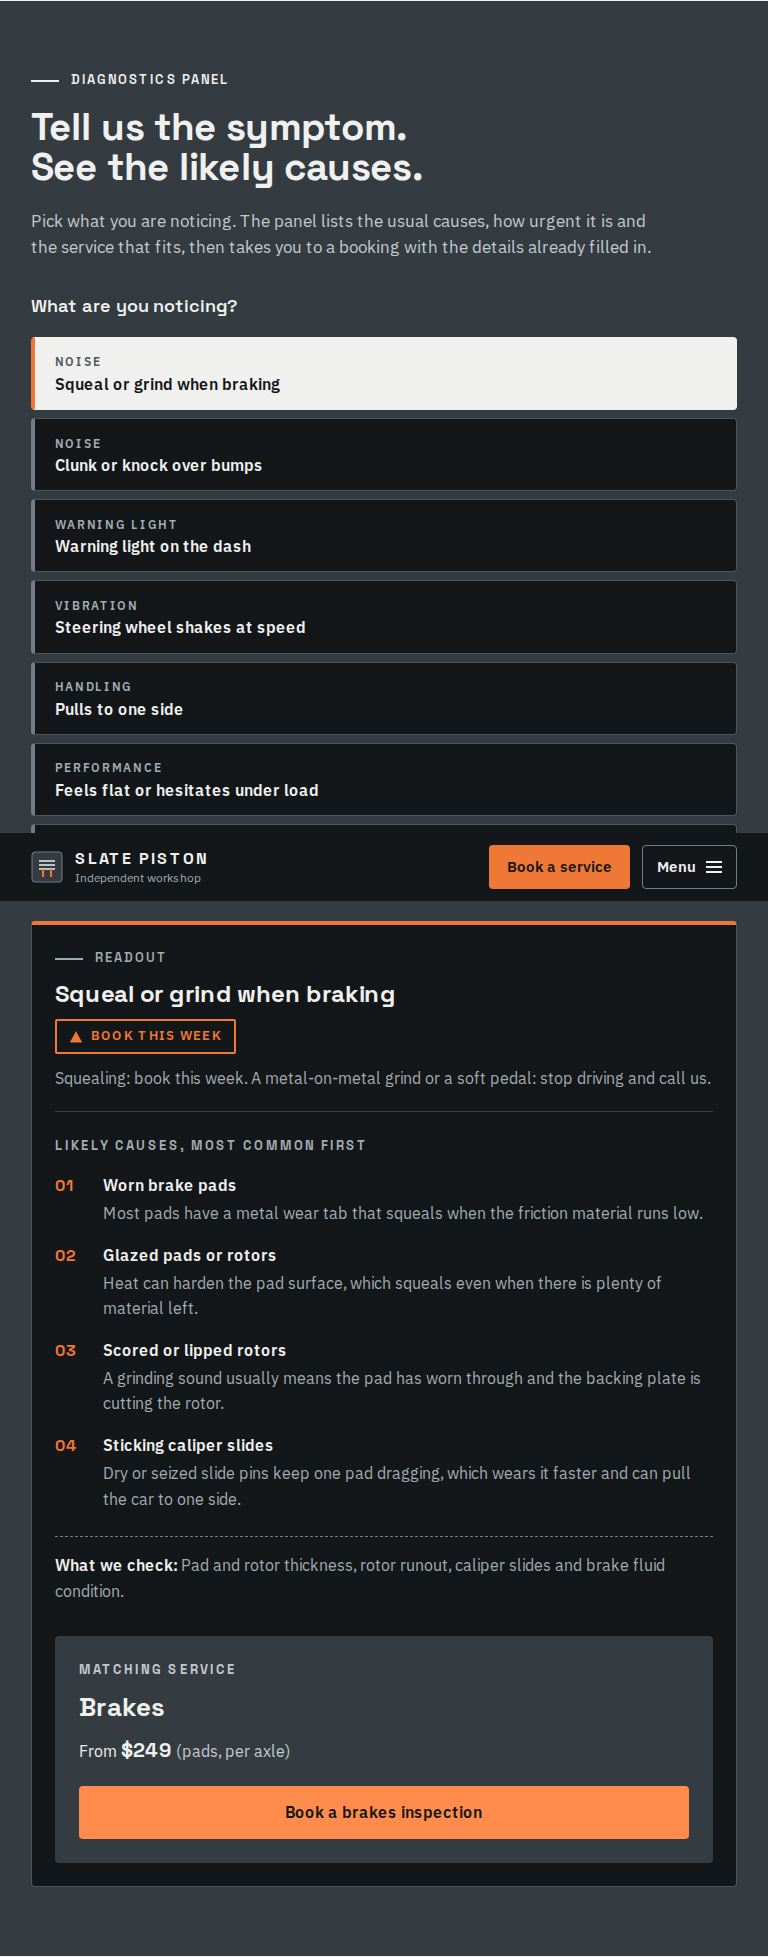 DIAGNOSTICS PANEL
Tell us the symptom.
See the likely causes.
Pick what you are noticing. The panel lists the usual causes, how urgent it is and
the service that fits, then takes you to a booking with the details already filled in.
What are you noticing?
NOISE
Squeal or grind when braking
NOISE
Clunk or knock over bumps
WARNING LIGHT
Warning light on the dash
VIBRATION
Steering wheel shakes at speed
HANDLING
Pulls to one side
PERFORMANCE
Feels flat or hesitates under load
SLATE PISTON
Independent workshop
Book a service
Menu
READOUT
Squeal or grind when braking
BOOK THIS WEEK
Squealing: book this week. A metal-on-metal grind or a soft pedal: stop driving and call us.
LIKELY CAUSES, MOST COMMON FIRST
01 Worn brake pads
Most pads have a metal wear tab that squeals when the friction material runs low.
02 Glazed pads or rotors
Heat can harden the pad surface, which squeals even when there is plenty of
material left.
03 Scored or lipped rotors
A grinding sound usually means the pad has worn through and the backing plate is
cutting the rotor.
04 Sticking caliper slides
Dry or seized slide pins keep one pad dragging, which wears it faster and can pull
the car to one side.
What we check: Pad and rotor thickness, rotor runout, caliper slides and brake fluid
condition.
MATCHING SERVICE
Brakes
From $249 (pads, per axle)
Book a brakes inspection